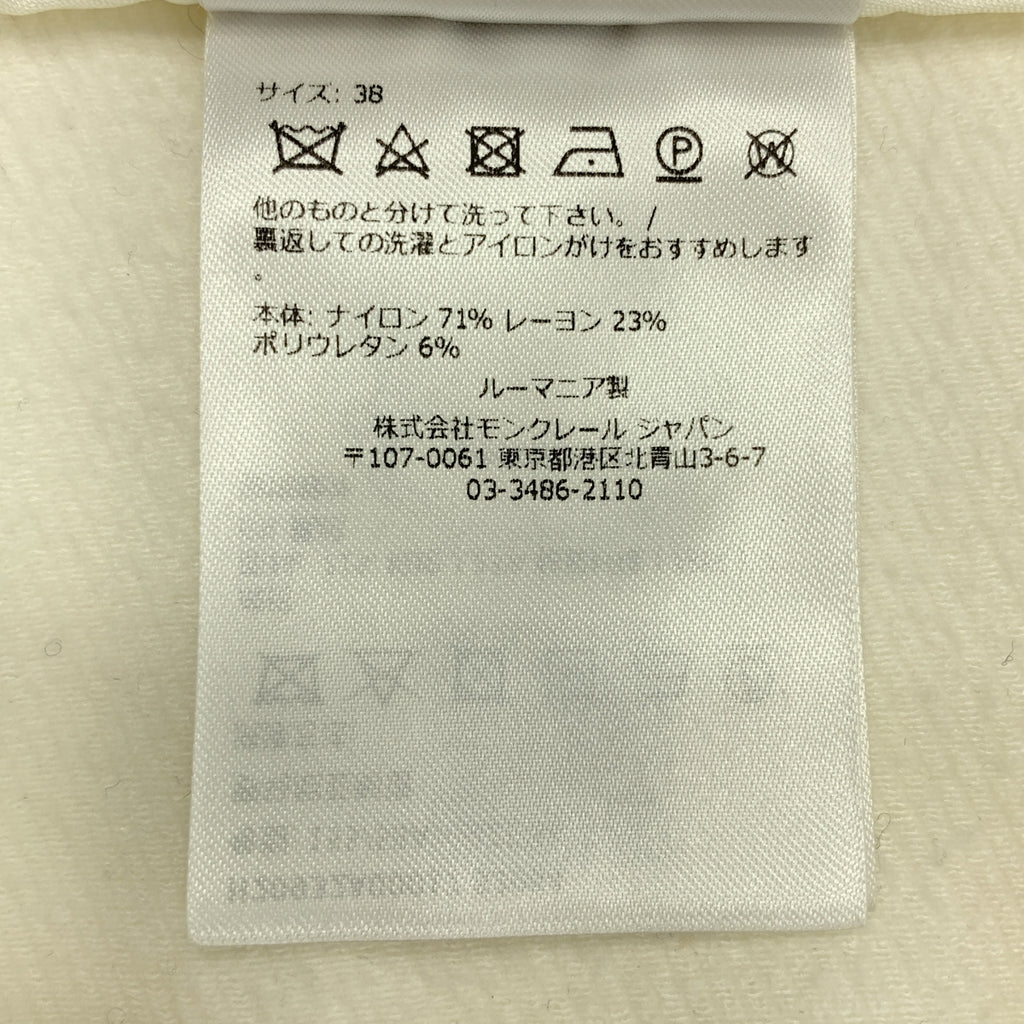 サイズ: 38
P
W
他のものと分けて洗って下さい。 /
裏返しての洗濯とアイロンがけをおすすめします
。
本体: ナイロン 71% レーヨン 23%
ポリウレタン 6%
ルーマニア製
株式会社モンクレール ジャパン
〒107-0061 東京都港区北青山3-6-7
03-3486-2110